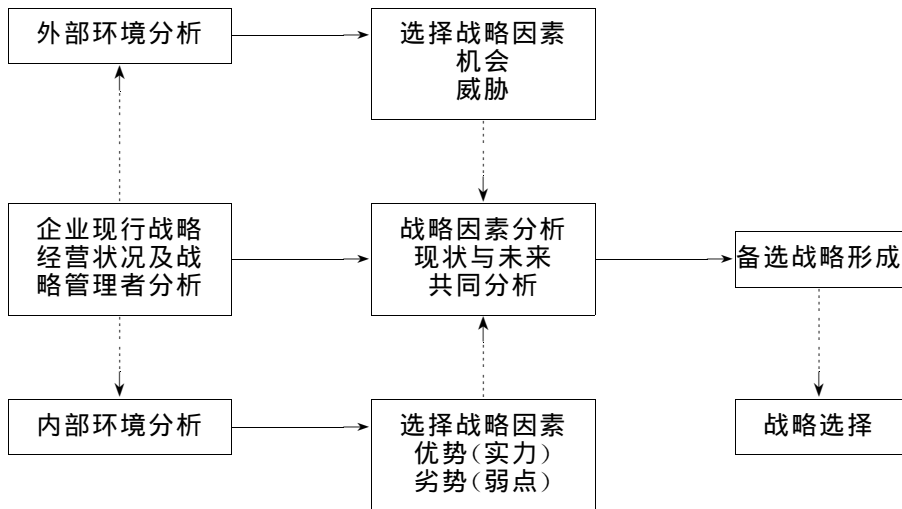 外部环境分析
选择战略因素
机会
威胁
企业现行战略
经营状况及战
略管理者分析
战略因素分析
现状与未来
共同分析
备选战略形成
内部环境分析
选择战略因素
优势(实力)
劣势(弱点)
战略选择